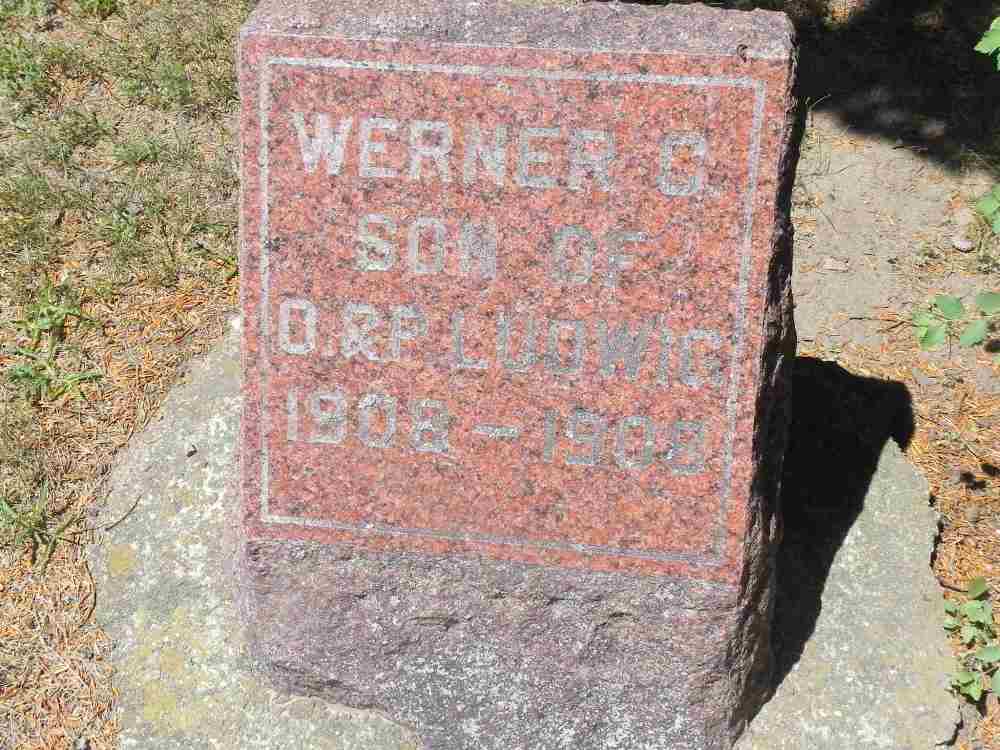 WERNER C.
SON OF
O. & P. LUDWIG
1908 - 1908